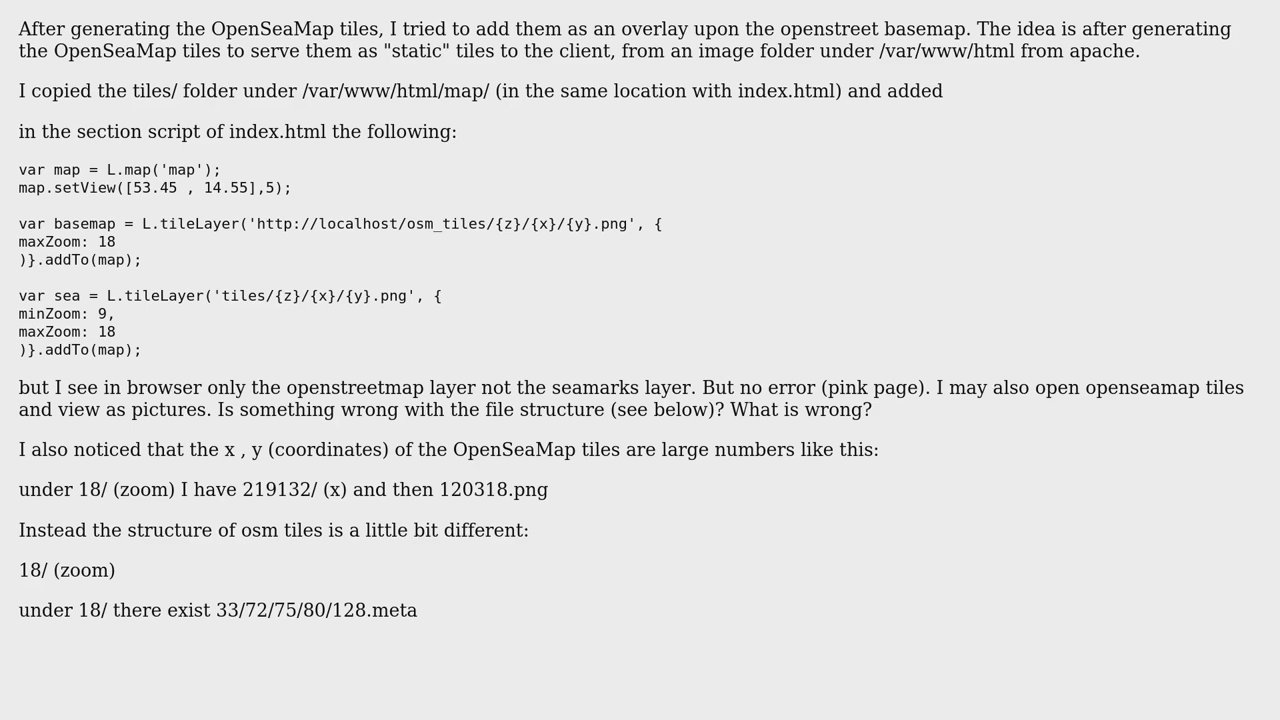 After generating the OpenSeaMap tiles, I tried to add them as an overlay upon the openstreet basemap. The idea is after generating
the OpenSeaMap tiles to serve them as "static" tiles to the client, from an image folder under /var/www/html from apache.
I copied the tiles/ folder under /var/www/html/map/ (in the same location with index.html) and added
in the section script of index.html the following:
var map = L.map('map');
map.setView([53.45 , 14.55],5);
var basemap = L.tileLayer('http://localhost/osm_tiles/{z}/{x}/{y}.png', {
maxZoom: 18
)}.addTo(map);
var sea = L.tileLayer('tiles/{z}/{x}/{y}.png', {
minZoom: 9,
maxZoom: 18
)}.addTo(map);
but I see in browser only the openstreetmap layer not the seamarks layer. But no error (pink page). I may also open openseamap tiles
and view as pictures. Is something wrong with the file structure (see below)? What is wrong?
I also noticed that the x , y (coordinates) of the OpenSeaMap tiles are large numbers like this:
under 18/ (zoom) I have 219132/ (x) and then 120318.png
Instead the structure of osm tiles is a little bit different:
18/ (zoom)
under 18/ there exist 33/72/75/80/128.meta